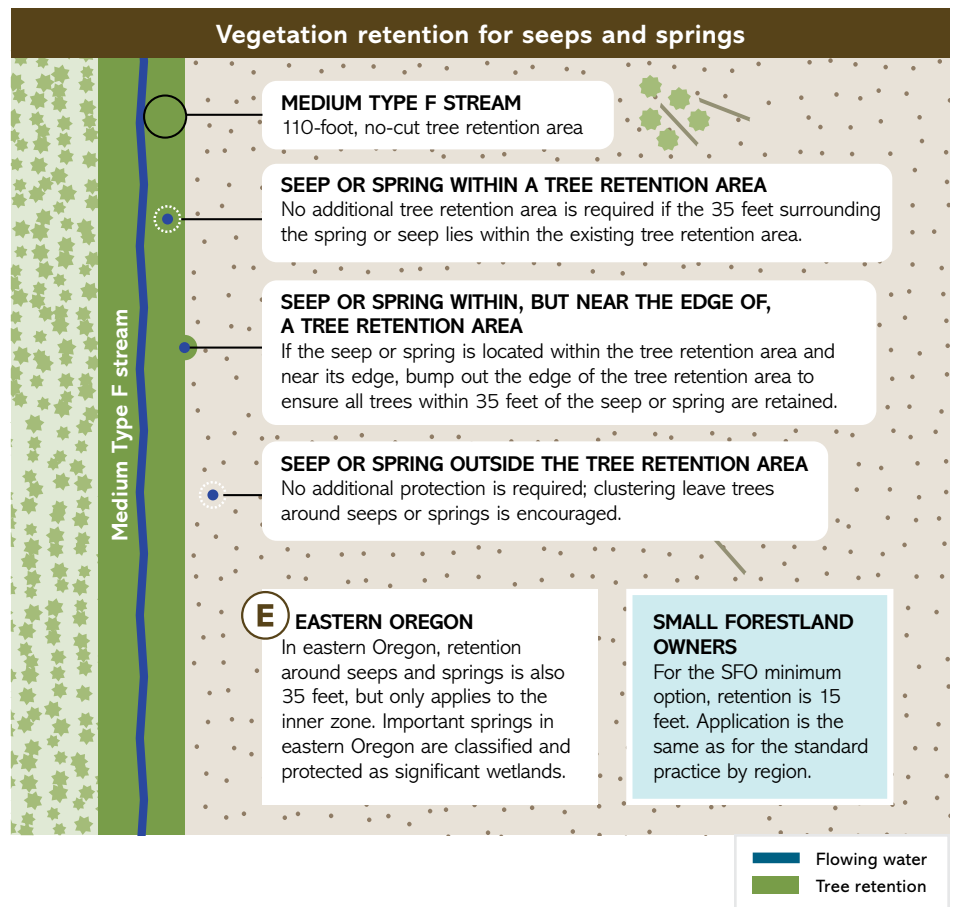 Vegetation retention for seeps and springs
MEDIUM TYPE F STREAM
110-foot, no-cut tree retention area
SEEP OR SPRING WITHIN A TREE RETENTION AREA
No additional tree retention area is required if the 35 feet surrounding
the spring or seep lies within the existing tree retention area.
SEEP OR SPRING WITHIN, BUT NEAR THE EDGE OF,
A TREE RETENTION AREA
If the seep or spring is located within the tree retention area and
near its edge, bump out the edge of the tree retention area to
ensure all trees within 35 feet of the seep or spring are retained.
Medium Type F stream
SEEP OR SPRING OUTSIDE THE TREE RETENTION AREA
No additional protection is required; clustering leave trees
around seeps or springs is encouraged.
E
EASTERN OREGON
In eastern Oregon, retention
around seeps and springs is also
35 feet, but only applies to the
inner zone. Important springs in
eastern Oregon are classified and
protected as significant wetlands.
SMALL FORESTLAND
OWNERS
For the SFO minimum
option, retention is 15
feet. Application is the
same as for the standard
practice by region.
Flowing water
Tree retention